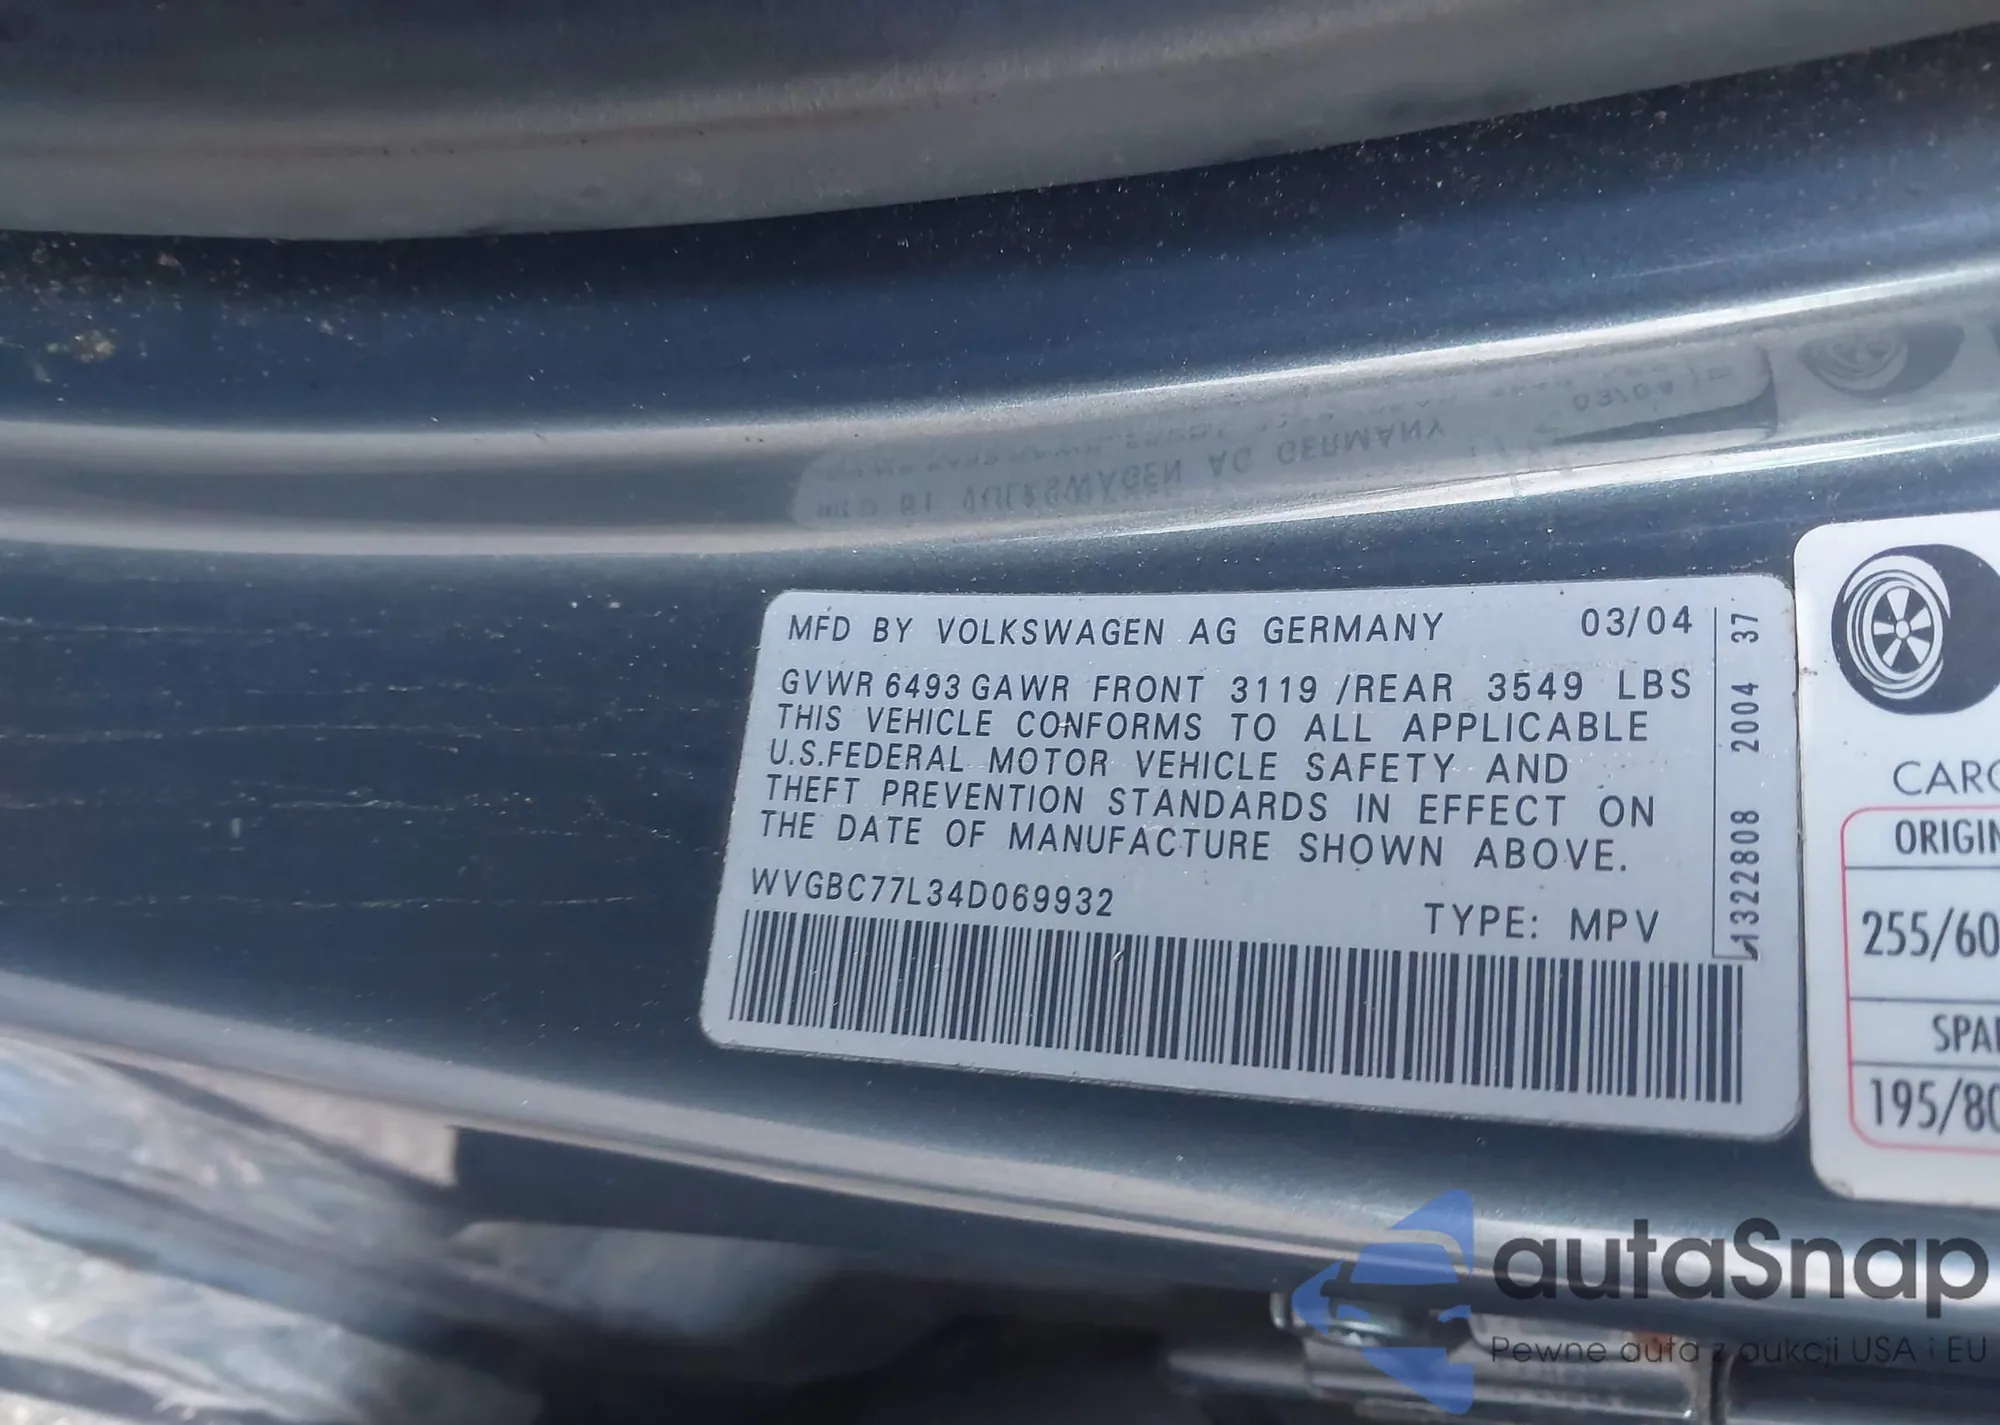 MFD BY VOLKSWAGEN AG GERMANY 03/04
GVWR 6493 GAWR FRONT 3119 /REAR 3549 LBS
THIS VEHICLE CONFORMS TO ALL APPLICABLE
U.S.FEDERAL MOTOR VEHICLE SAFETY AND
THEFT PREVENTION STANDARDS IN EFFECT ON
THE DATE OF MANUFACTURE SHOWN ABOVE.
WVGBC77L34D069932
TYPE: MPV
1322808 2004 37
CARG
ORIGIN
255/60
SPAR
195/80
autaSnap
Pewne auta z aukcji USA i EU